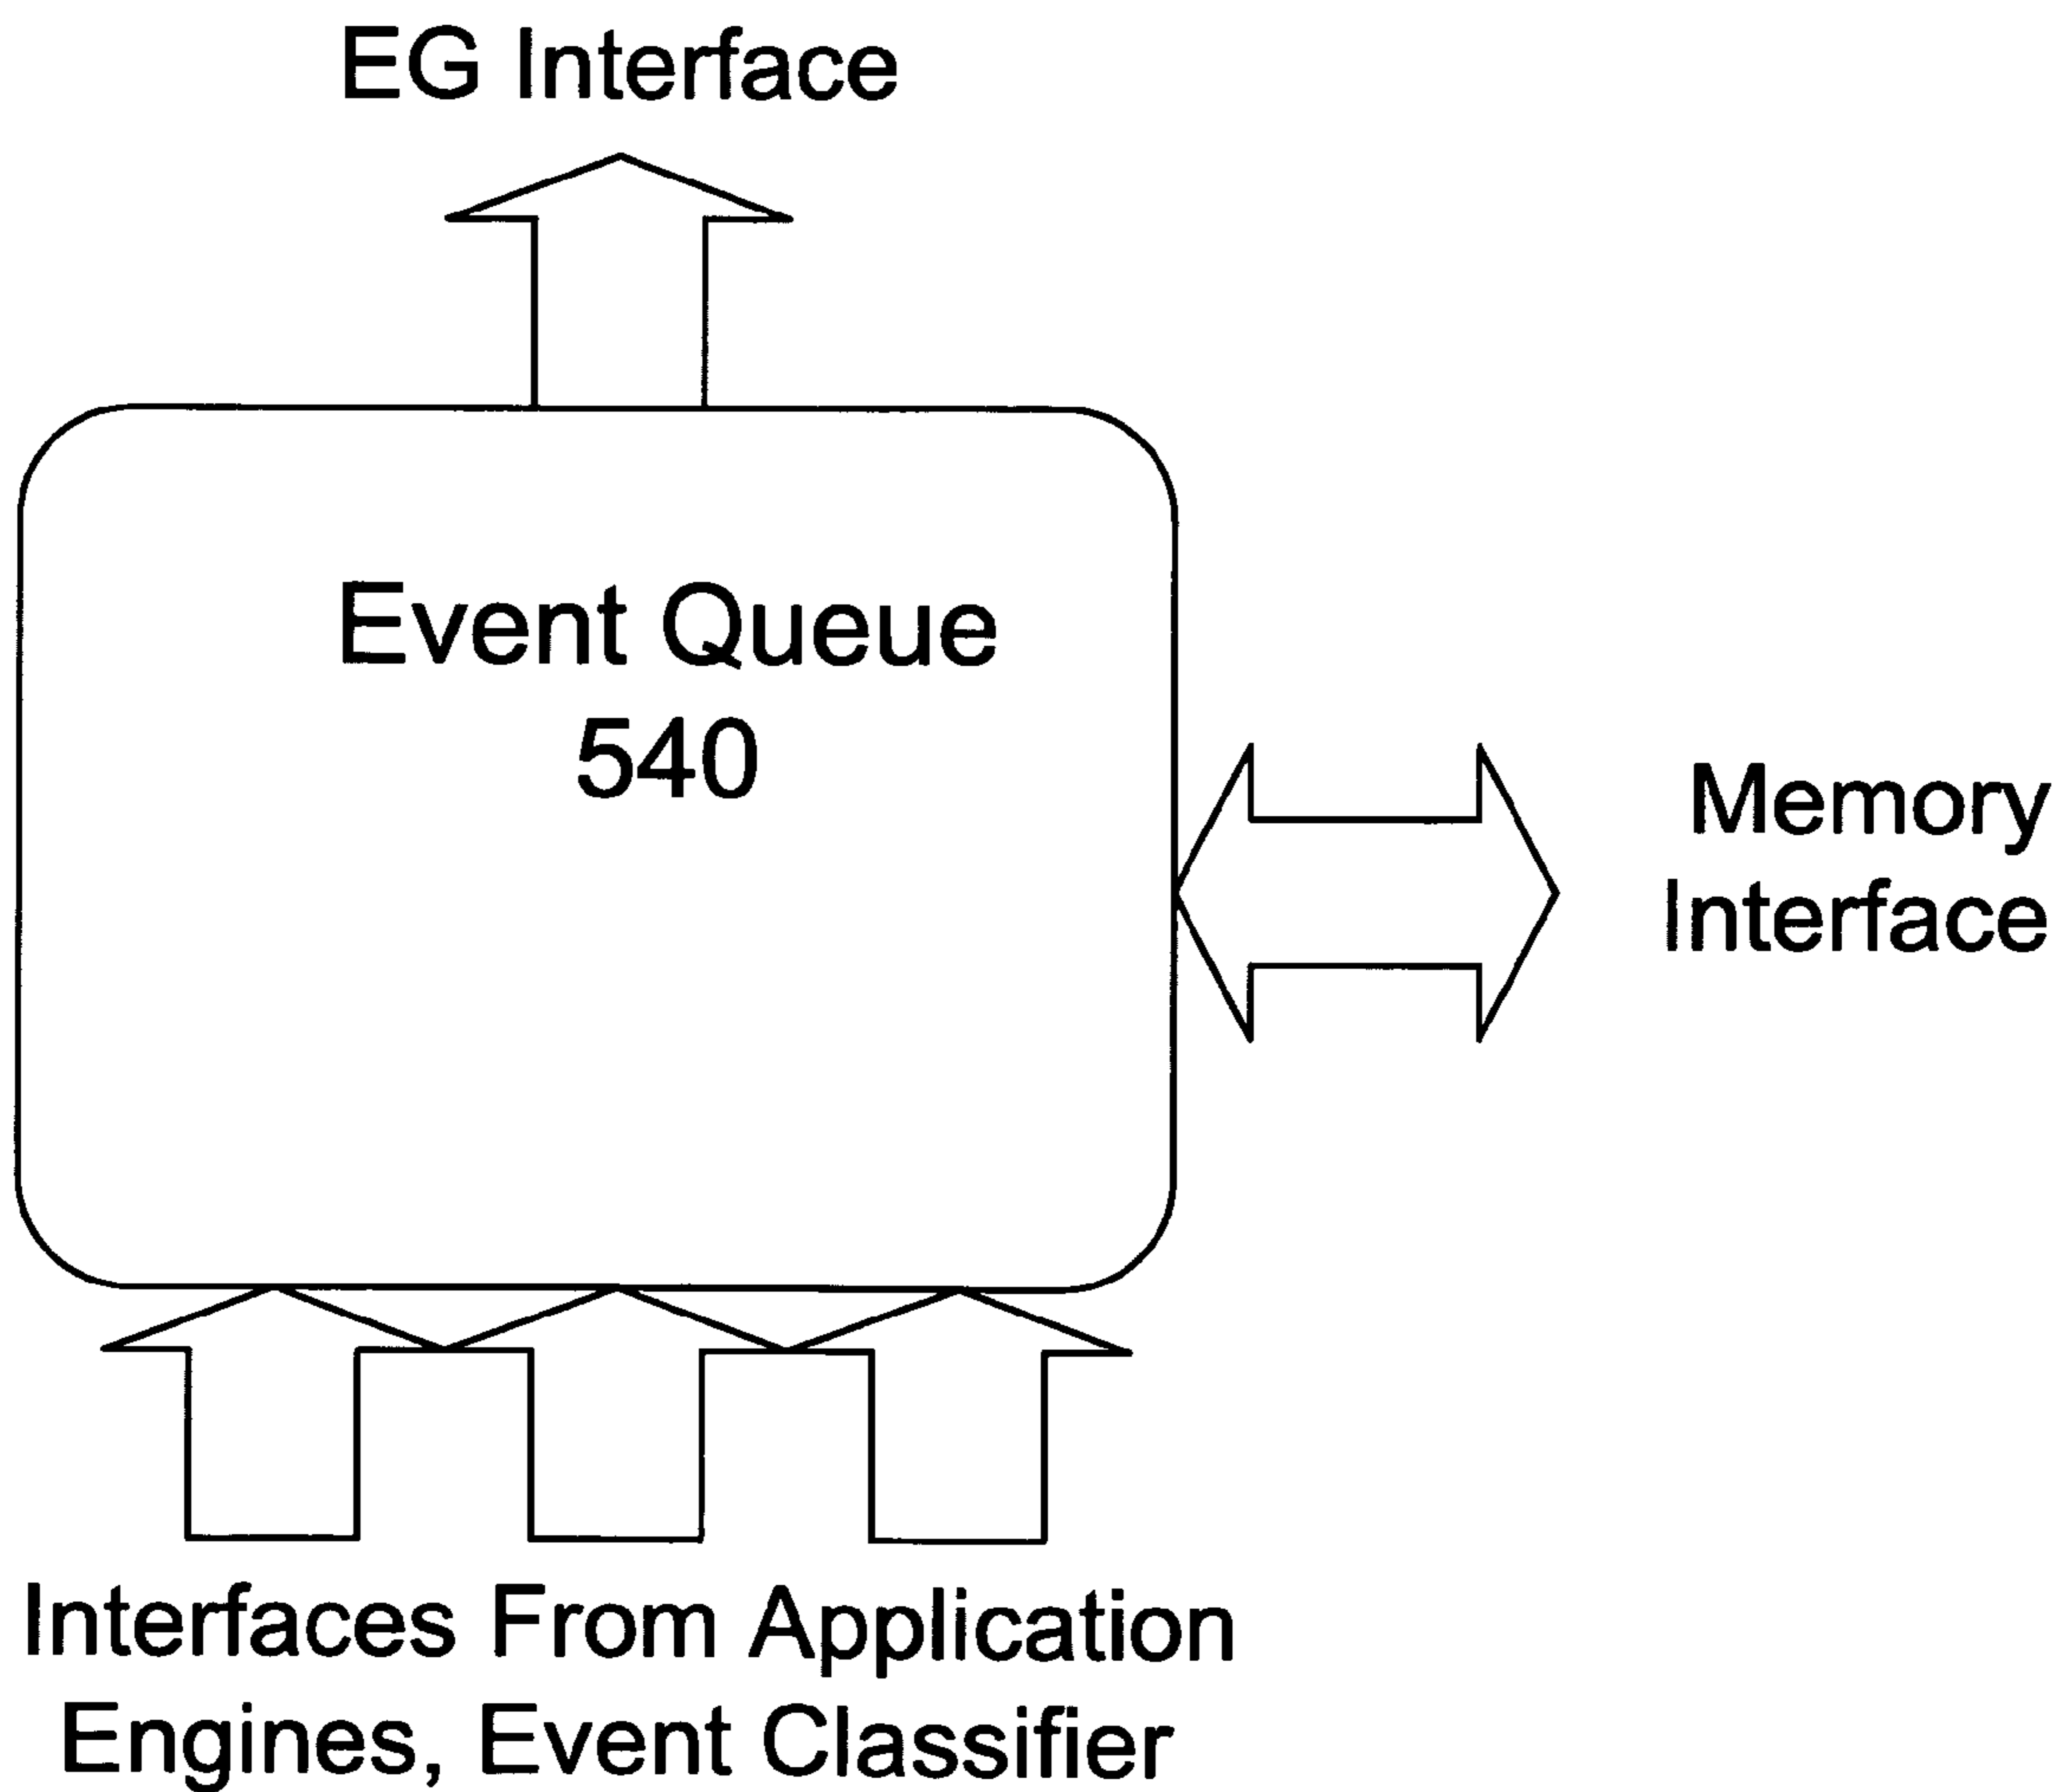 EG Interface
Event Queue
540
Memory
Interface
Interfaces From Application
Engines, Event Classifier